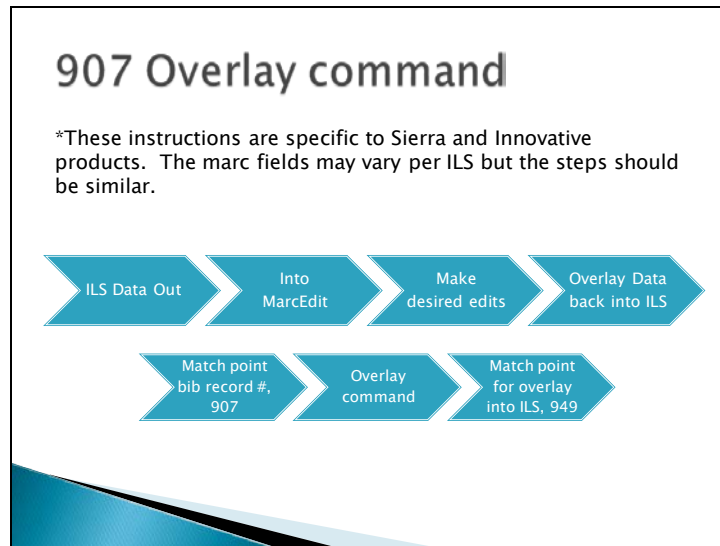 907 Overlay command
*These instructions are specific to Sierra and Innovative
products.  The marc fields may vary per ILS but the steps should
be similar.
ILS Data Out
Into
MarcEdit
Make
desired edits
Overlay Data
back into ILS
Match point
bib record #,
907
Overlay
command
Match point
for overlay
into ILS, 949